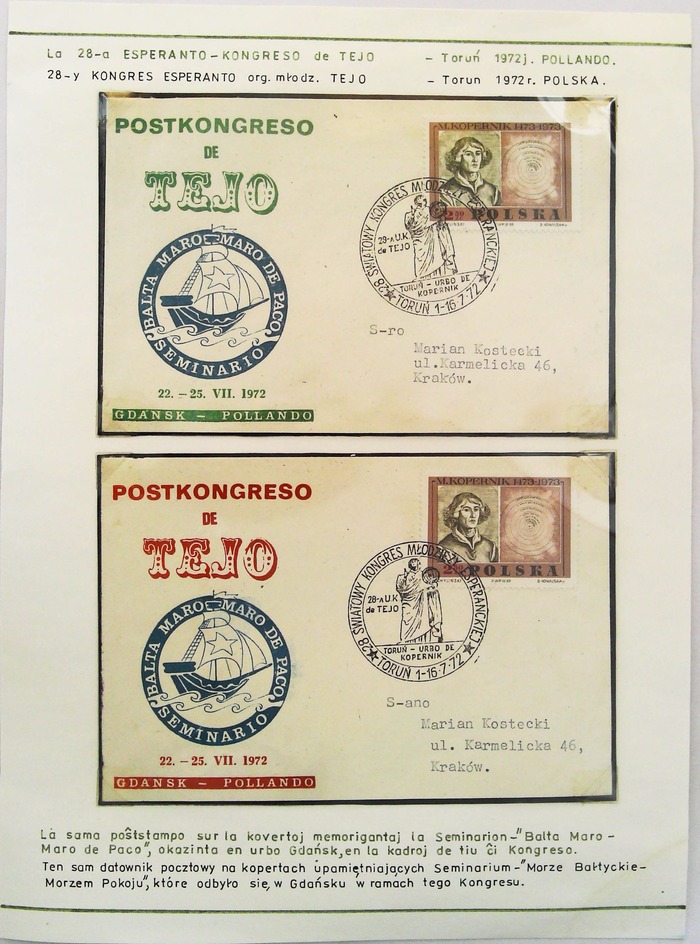 La 28-a ESPERANTO-KONGRESO de TEJO - Toruń 1972j. POLLANDO.
28-y KONGRES ESPERANTO org. młodz. TEJO - Torun 1972r. POLSKA.
POSTKONGRESO
DE
TEJO
BALTA MARO MARO DE PACO
SEMINARIO
22. – 25. VII. 1972
GDANSK – POLLANDO
M. KOPERNIK 1473-1973
2.90
POLSKA
28 ŚWIATOWY KONGRES MŁODZIEŻY ESPERANCKIEJ
28-A U.K
de TEJO
TORUŃ - URBO DE
KOPERNIK
TORUŃ 1-16.7.72
S-ro
Marian Kostecki
ul.Karmelicka 46,
Kraków.
POSTKONGRESO
DE
TEJO
BALTA MARO MARO DE PACO
SEMINARIO
22. – 25. VII. 1972
GDANSK – POLLANDO
M. KOPERNIK 1473-1973
POLSKA
28 ŚWIATOWY KONGRES MŁODZIEŻY ESPERANCKIEJ
28-A U.K
de TEJO
TORUŃ - URBO DE
KOPERNIK
TORUŃ 1-16.7.72
S-ano
Marian Kostecki
ul. Karmelicka 46,
Kraków.
La sama poŝtstampo sur la kovertoj memorigantaj la Seminarion-"Balta Maro-
Maro de Paco", okazinta en urbo Gdańsk, en la kadroj de tiu ĉi Kongreso.
Ten sam datownik pocztowy na kopertach upamiętniających Seminarium-"Morze Bałtyckie-
Morzem Pokoju", które odbyło się, w Gdańsku w ramach tego Kongresu.